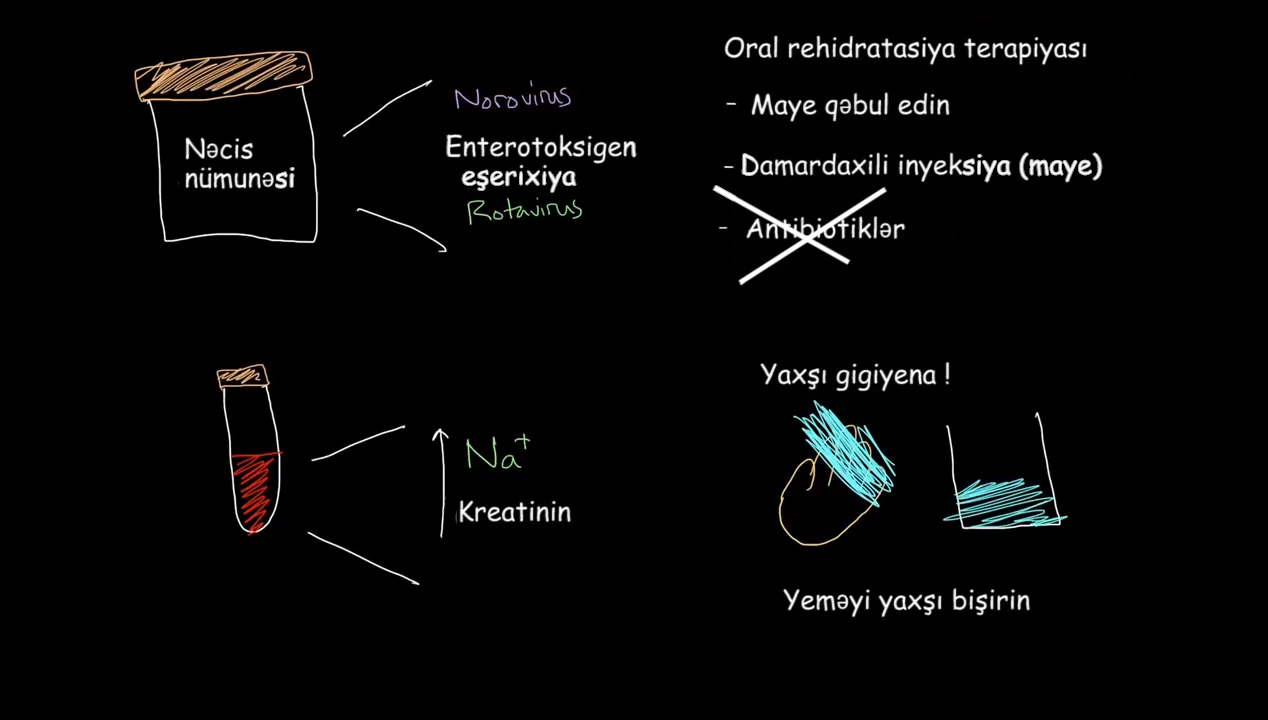 Nəcis
nümunəsi
Norovirus
Enterotoksigen
eşerixiya
Rotavirus
Oral rehidratasiya terapiyası
- Maye qəbul edin
- Damardaxili inyeksiya (maye)
- Antibiotiklər
Na+
Kreatinin
Yaxşı gigiyena !
Yeməyi yaxşı bişirin